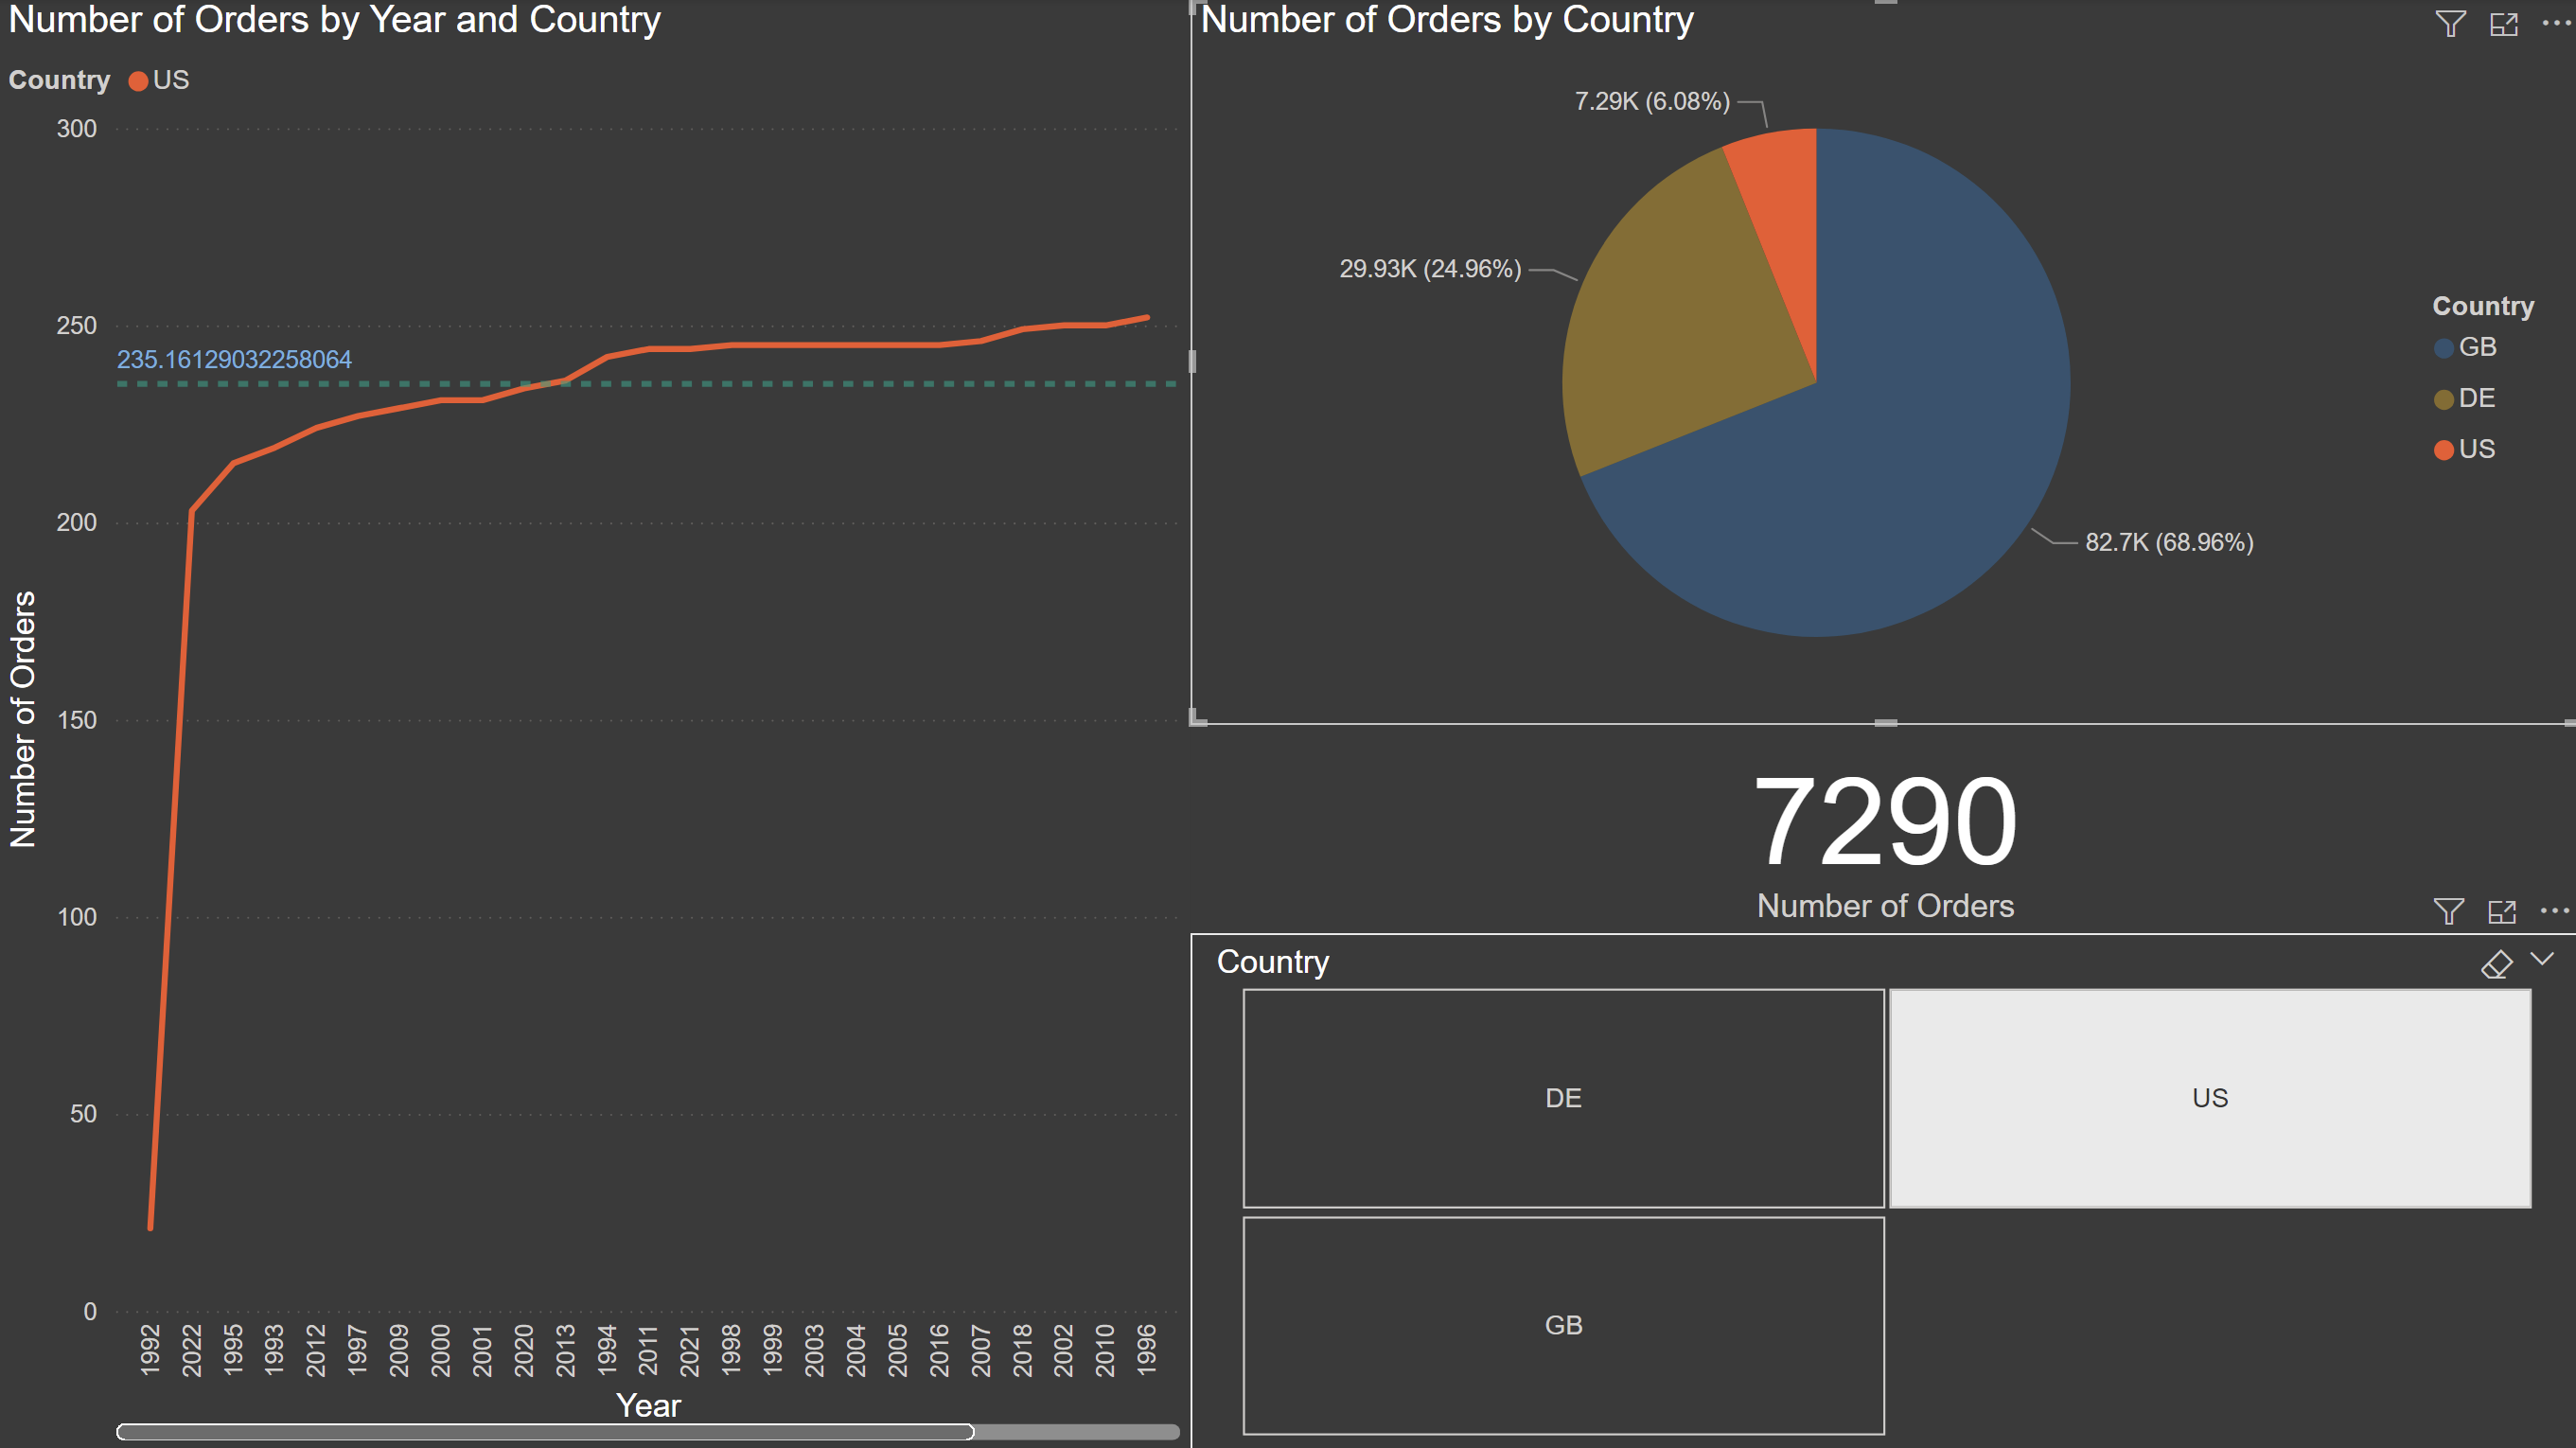 Number of Orders by Year and Country
Country US
300
250
235.16129032258064
200
150
100
50
0
Number of Orders
1992 2022 1995 1993 2012 1997 2009 2000 2001 2020 2013 1994 2011 2021 1998 1999 2003 2004 2005 2016 2007 2018 2002 2010 1996
Year
Number of Orders by Country
7.29K (6.08%)
29.93K (24.96%)
82.7K (68.96%)
Country
GB
DE
US
7290
Number of Orders
Country
DE
US
GB